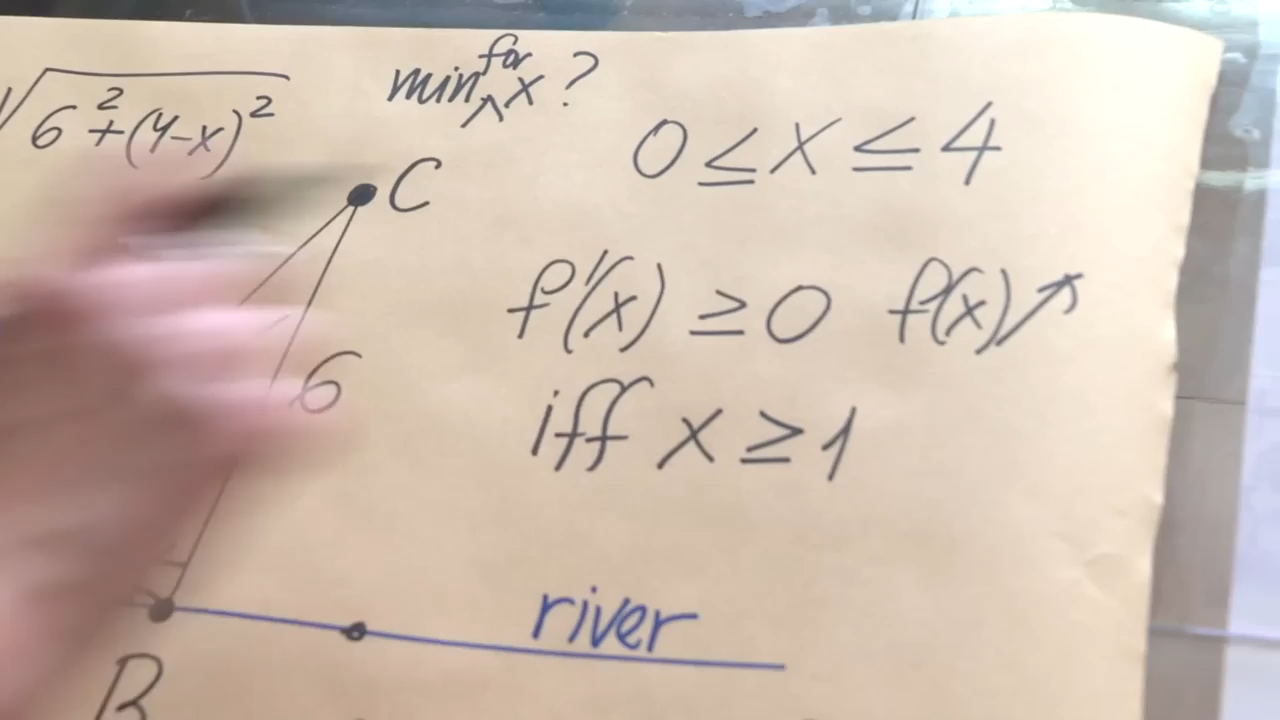 √6²+(4-x)²
min for x ?
0 ≤ x ≤ 4
C
f'(x) ≥ 0 f(x)↗
6
iff x ≥ 1
river
B